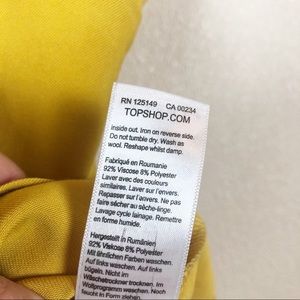 RN 125149 CA 00234
TOPSHOP.COM
inside out. Iron on reverse side.
Do not tumble dry. Wash as
wool. Reshape whilst damp.
Fabriqué en Roumanie
92% Viscose 8% Polyester
Laver avec des couleurs
similaires. Laver sur l'envers.
Repasser sur l'envers. Ne pas
faire sécher au sèche-linge.
Lavage cycle lainage. Remettre
en forme humide.
Hergestellt in Rumänien
92% Viskose 8% Polyester
Mit ähnlichen Farben waschen.
Auf links waschen. Auf links
bügeln. Nicht im
Wäschetrockner trocknen. Im
Wollprogramm waschen. In